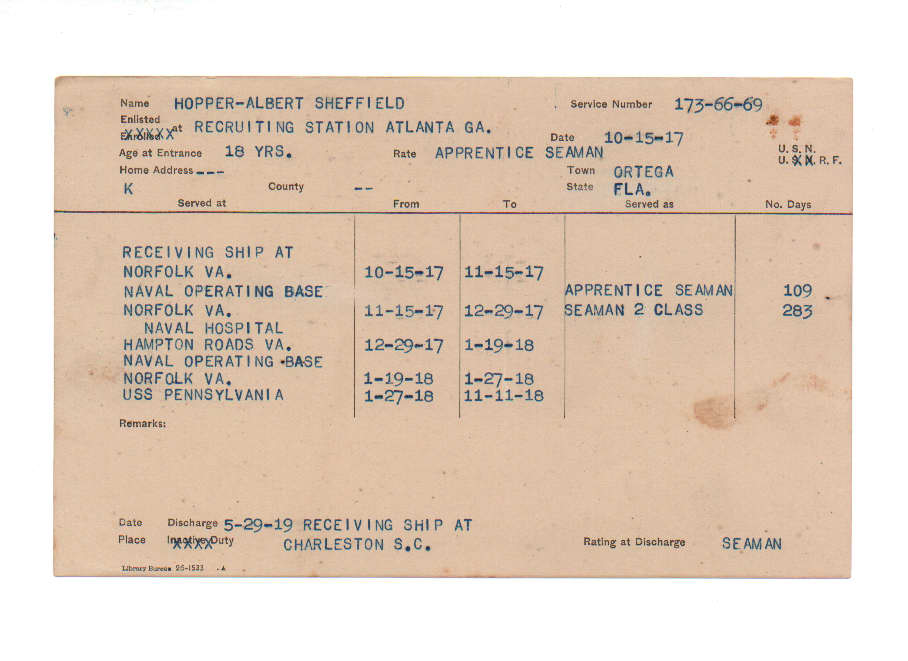 Name HOPPER-ALBERT SHEFFIELD Service Number 173-66-69
Enlisted
Enrolled at RECRUITING STATION ATLANTA GA. Date 10-15-17
Age at Entrance 18 YRS. Rate APPRENTICE SEAMAN U. S. N.
Home Address --- Town ORTEGA U. S. N. R. F.
K County -- State FLA.
Served at From To Served as No. Days
RECEIVING SHIP AT
NORFOLK VA. 10-15-17 11-15-17
NAVAL OPERATING BASE APPRENTICE SEAMAN 109
NORFOLK VA. 11-15-17 12-29-17 SEAMAN 2 CLASS 283
NAVAL HOSPITAL
HAMPTON ROADS VA. 12-29-17 1-19-18
NAVAL OPERATING BASE
NORFOLK VA. 1-19-18 1-27-18
USS PENNSYLVANIA 1-27-18 11-11-18
Remarks:
Date Discharge 5-29-19 RECEIVING SHIP AT
Place Inactive Duty CHARLESTON S.C. Rating at Discharge SEAMAN
Library Bureau 26-1533 .A